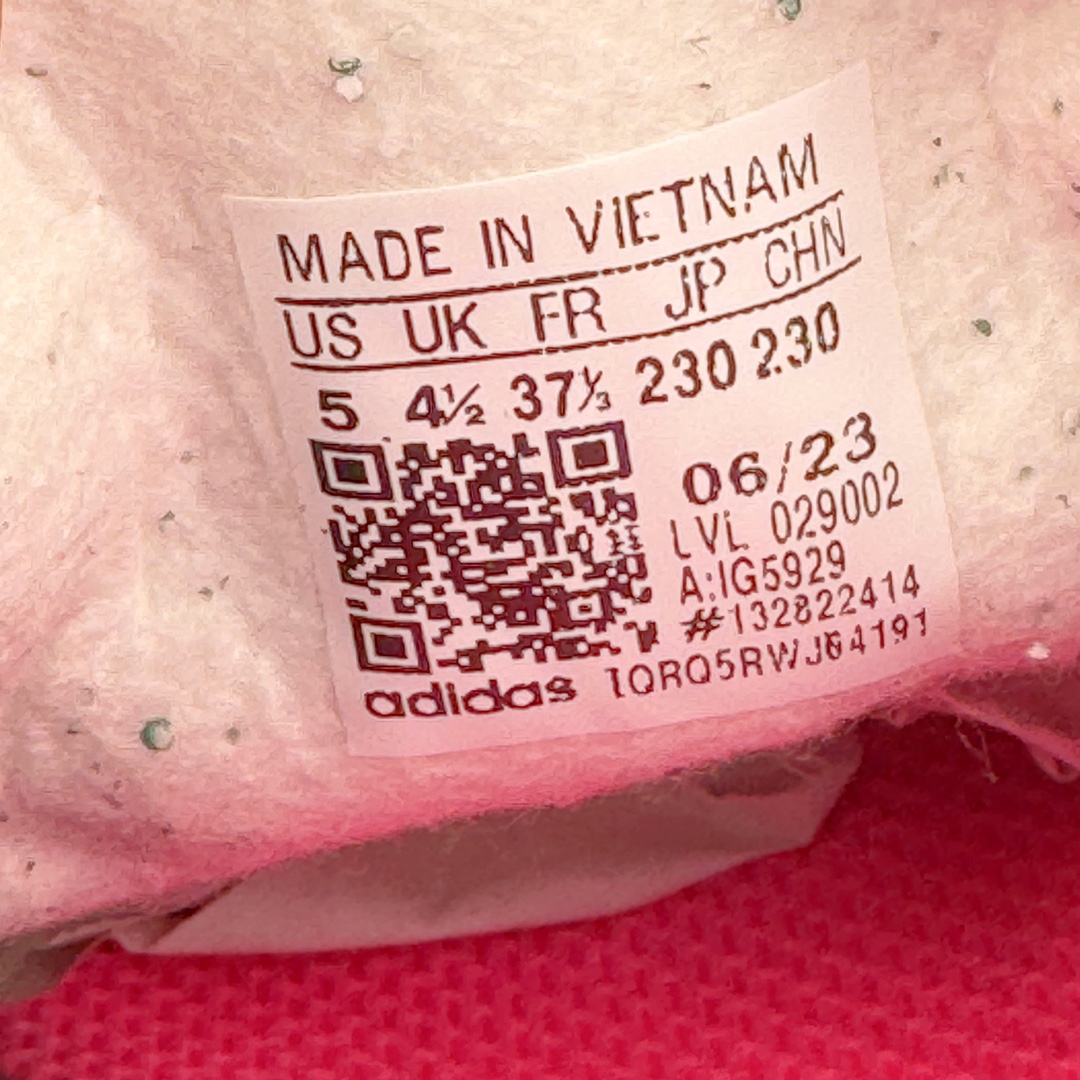 MADE IN VIETNAM
US UK FR JP CHN
5 4½ 37⅓ 230 230
06/23
LVL 029002
A:IG5929
#132822414
adidas 1QRQ5RWJ64191